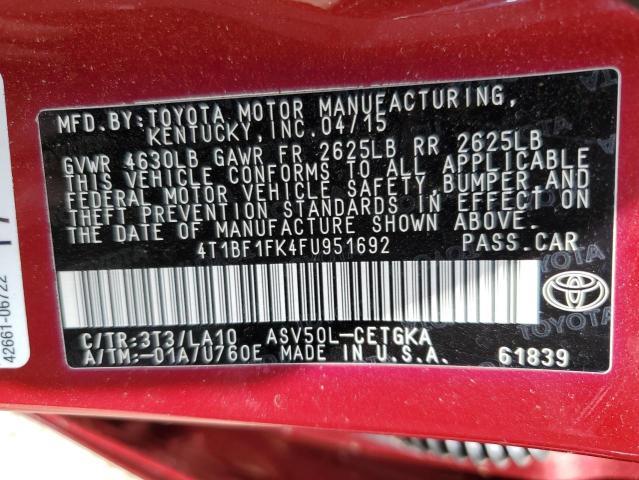 MFD.BY:TOYOTA MOTOR MANUFACTURING,
KENTUCKY,INC.04/15
GVWR 4630LB GAWR FR 2625LB RR 2625LB
THIS VEHICLE CONFORMS TO ALL APPLICABLE
FEDERAL MOTOR VEHICLE SAFETY,BUMPER,AND
THEFT PREVENTION STANDARDS IN EFFECT ON
THE DATE OF MANUFACTURE SHOWN ABOVE.
4T1BF1FK4FU951692 PASS.CAR
C/TR:3T3/LA10 ASV50L-CETGKA
A/TM:-01A/U760E MADE IN U.S.A. 61839
TOYOTA
42661-06722